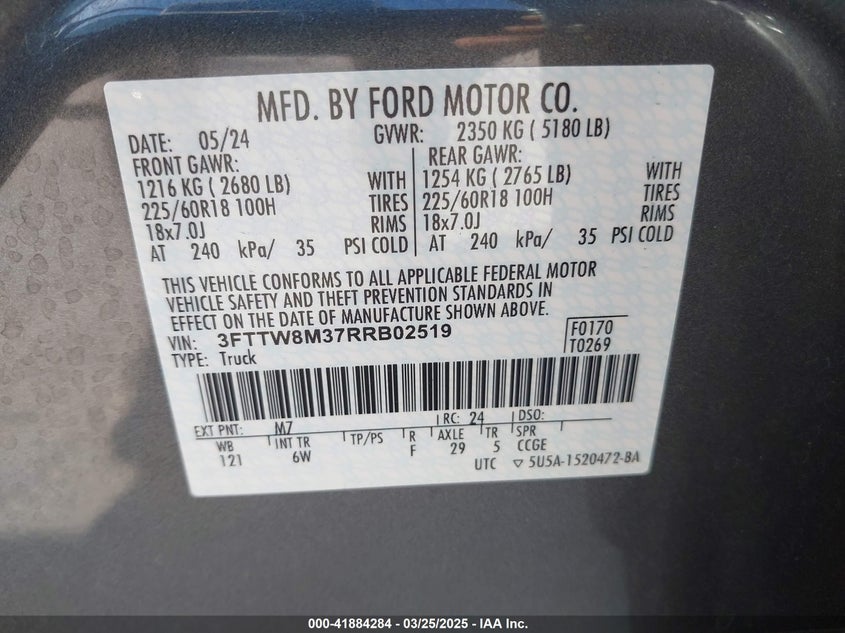 MFD. BY FORD MOTOR CO.
DATE: 05/24 GVWR: 2350 KG ( 5180 LB)
FRONT GAWR: REAR GAWR:
1216 KG ( 2680 LB) WITH 1254 KG ( 2765 LB) WITH
225/60R18 100H TIRES 225/60R18 100H TIRES
18x7.0J RIMS 18x7.0J RIMS
AT 240 kPa/ 35 PSI COLD AT 240 kPa/ 35 PSI COLD
THIS VEHICLE CONFORMS TO ALL APPLICABLE FEDERAL MOTOR
VEHICLE SAFETY AND THEFT PREVENTION STANDARDS IN
EFFECT ON THE DATE OF MANUFACTURE SHOWN ABOVE.
VIN: 3FTTW8M37RRB02519 F0170
TYPE: Truck T0269
EXT PNT: M7 RC: 24 DSO:
WB INT TR TP/PS R AXLE TR SPR
121 6W F 29 5 CCGE
UTC ▽ 5U5A-1520472-BA
000-41884284 - 03/25/2025 - IAA Inc.